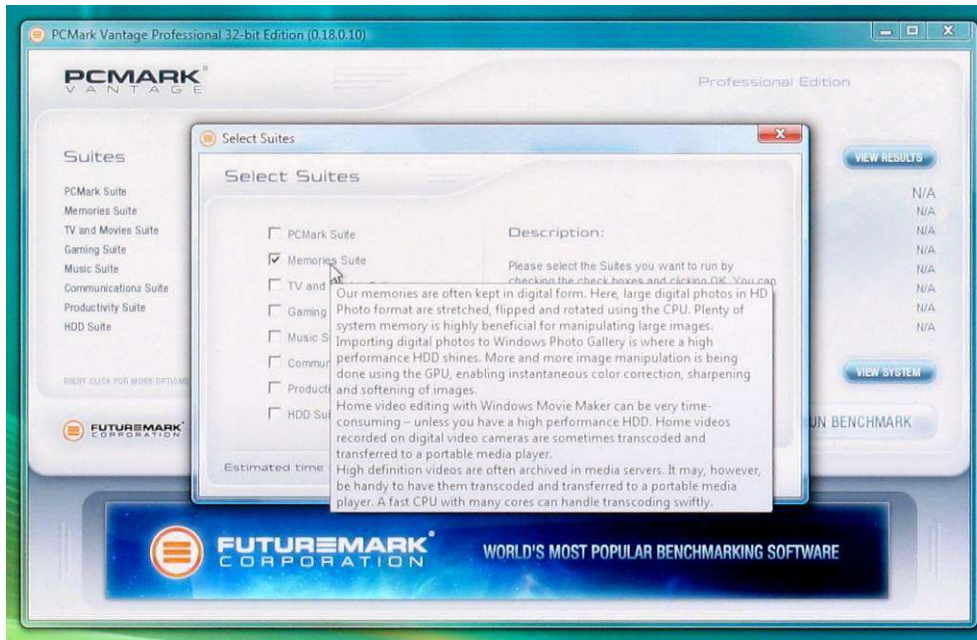 PCMark Vantage Professional 32-bit Edition (0.18.0.10)
PCMARK
VANTAGE
Professional Edition
Suites
VIEW RESULTS
PCMark Suite N/A
Memories Suite N/A
TV and Movies Suite N/A
Gaming Suite N/A
Music Suite N/A
Communications Suite N/A
Productivity Suite N/A
HDD Suite N/A
RIGHT CLICK FOR MORE OPTIONS
VIEW SYSTEM
FUTUREMARK
CORPORATION
UN BENCHMARK
Select Suites
Select Suites
PCMark Suite
Memories Suite
TV and
Gaming
Music S
Commun
Producti
HDD Sui
Estimated time
Description:
Please select the Suites you want to run by
checking the check boxes and clicking OK. You can
Our memories are often kept in digital form. Here, large digital photos in HD
Photo format are stretched, flipped and rotated using the CPU. Plenty of
system memory is highly beneficial for manipulating large images.
Importing digital photos to Windows Photo Gallery is where a high
performance HDD shines. More and more image manipulation is being
done using the GPU, enabling instantaneous color correction, sharpening
and softening of images.
Home video editing with Windows Movie Maker can be very time-
consuming – unless you have a high performance HDD. Home videos
recorded on digital video cameras are sometimes transcoded and
transferred to a portable media player.
High definition videos are often archived in media servers. It may, however,
be handy to have them transcoded and transferred to a portable media
player. A fast CPU with many cores can handle transcoding swiftly.
FUTUREMARK
CORPORATION
WORLD'S MOST POPULAR BENCHMARKING SOFTWARE